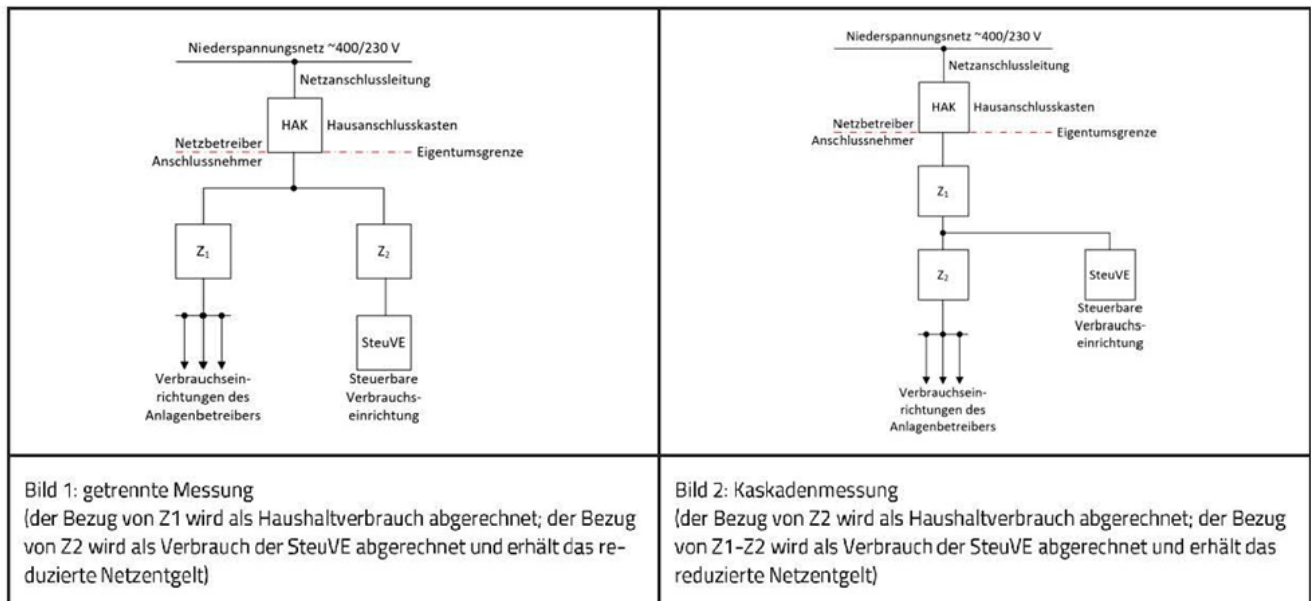 Niederspannungsnetz ~400/230 V
Netzanschlussleitung
HAK
Hausanschlusskasten
Netzbetreiber
Anschlussnehmer
Eigentumsgrenze
Z₁
Z₂
SteuVE
Verbrauchsein-
richtungen des
Anlagenbetreibers
Steuerbare
Verbrauchs-
einrichtung
Bild 1: getrennte Messung
(der Bezug von Z1 wird als Haushaltverbrauch abgerechnet; der Bezug
von Z2 wird als Verbrauch der SteuVE abgerechnet und erhält das re-
duzierte Netzentgelt)
Niederspannungsnetz ~400/230 V
Netzanschlussleitung
HAK
Hausanschlusskasten
Netzbetreiber
Anschlussnehmer
Eigentumsgrenze
Z₁
Z₂
SteuVE
Steuerbare
Verbrauchs-
einrichtung
Verbrauchsein-
richtungen des
Anlagenbetreibers
Bild 2: Kaskadenmessung
(der Bezug von Z2 wird als Haushaltverbrauch abgerechnet; der Bezug
von Z1-Z2 wird als Verbrauch der SteuVE abgerechnet und erhält das
reduzierte Netzentgelt)